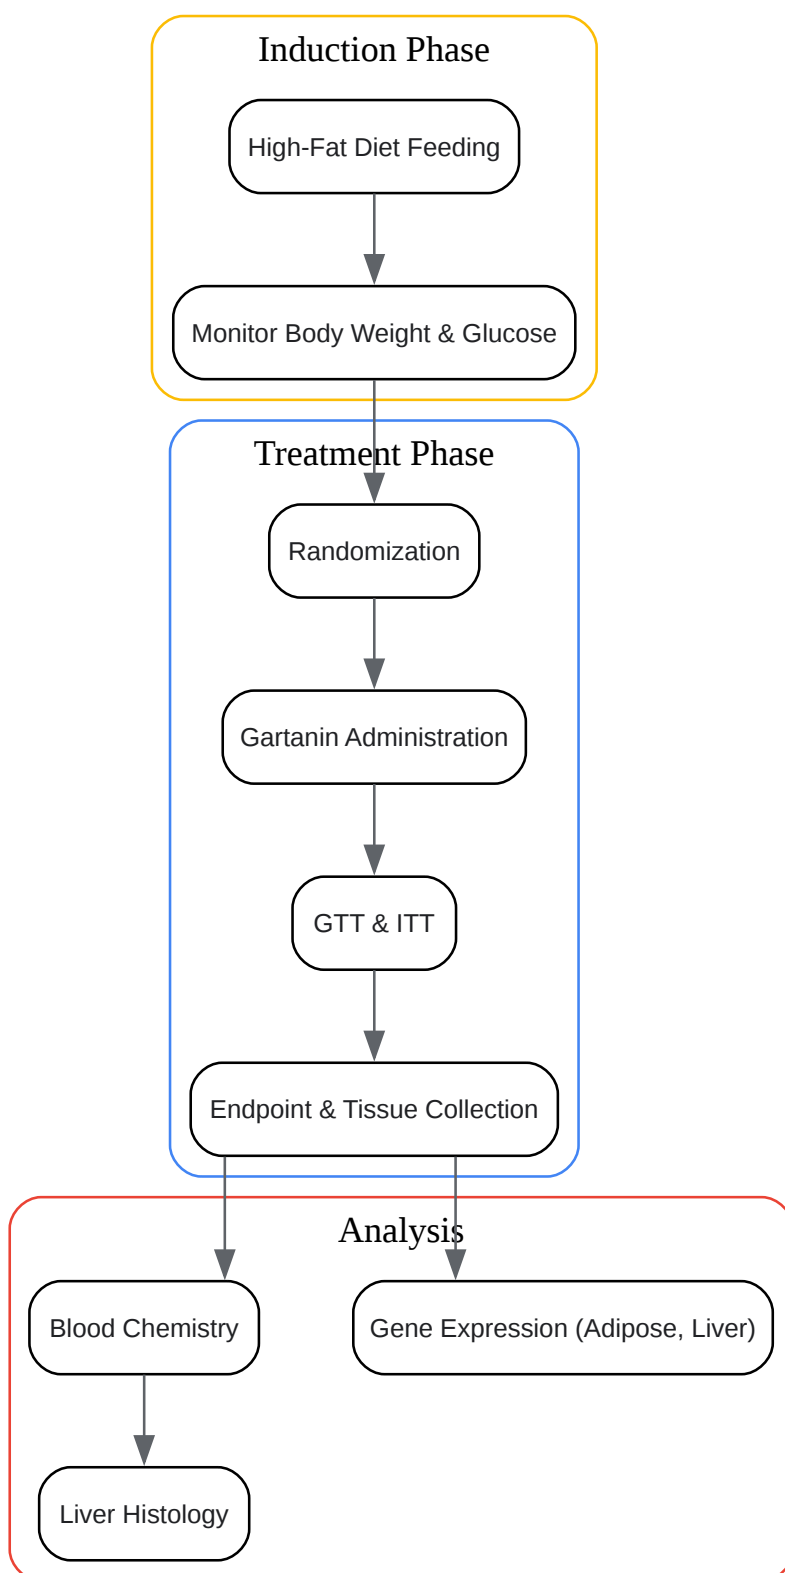 Induction Phase
High-Fat Diet Feeding
Monitor Body Weight & Glucose
Treatment Phase
Randomization
Gartanin Administration
GTT & ITT
Endpoint & Tissue Collection
Analysis
Blood Chemistry
Gene Expression (Adipose, Liver)
Liver Histology